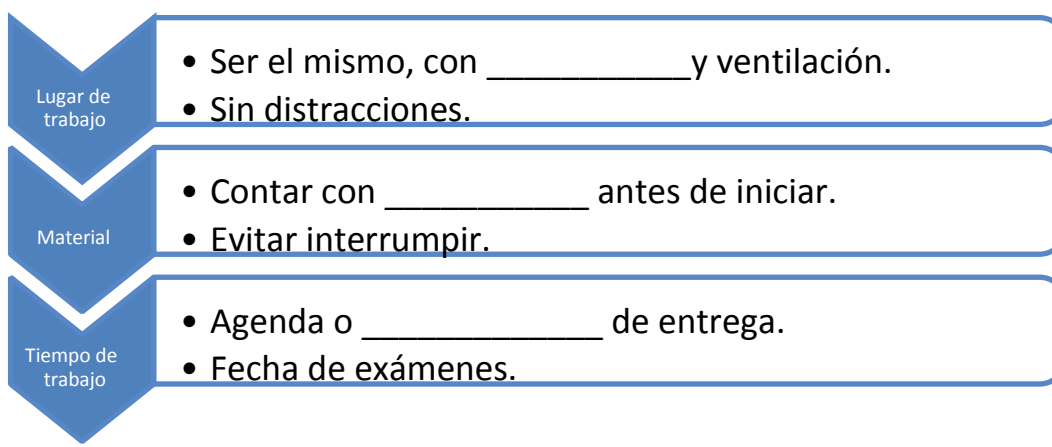 Lugar de
trabajo
• Ser el mismo, con ___________y ventilación.
• Sin distracciones.
Material
• Contar con ___________ antes de iniciar.
• Evitar interrumpir.
Tiempo de
trabajo
• Agenda o _____________ de entrega.
• Fecha de exámenes.